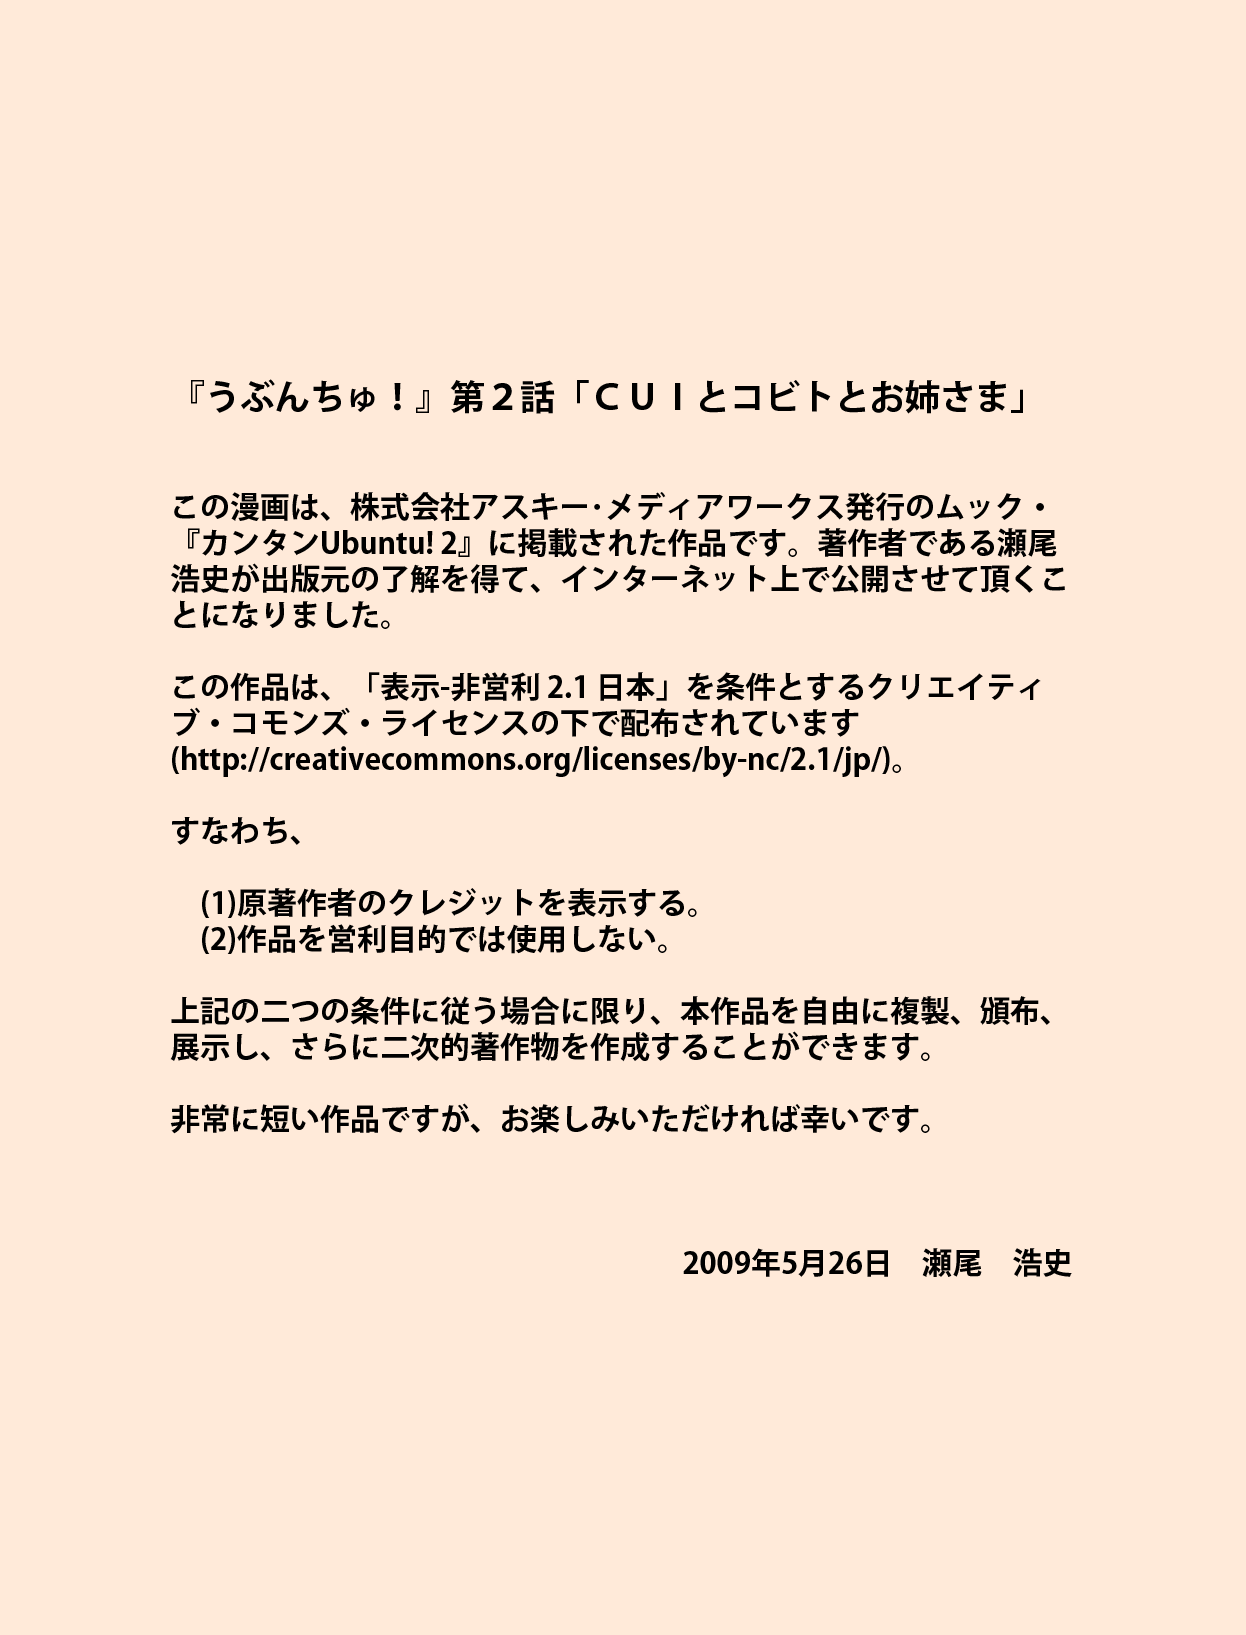 『うぶんちゅ！』第２話「ＣＵＩとコビトとお姉さま」
この漫画は、株式会社アスキー・メディアワークス発行のムック・
『カンタンUbuntu! 2』に掲載された作品です。著作者である瀬尾
浩史が出版元の了解を得て、インターネット上で公開させて頂くこ
とになりました。
この作品は、「表示-非営利 2.1 日本」を条件とするクリエイティ
ブ・コモンズ・ライセンスの下で配布されています
(http://creativecommons.org/licenses/by-nc/2.1/jp/)。
すなわち、
(1)原著作者のクレジットを表示する。
(2)作品を営利目的では使用しない。
上記の二つの条件に従う場合に限り、本作品を自由に複製、頒布、
展示し、さらに二次的著作物を作成することができます。
非常に短い作品ですが、お楽しみいただければ幸いです。
2009年5月26日　瀬尾　浩史